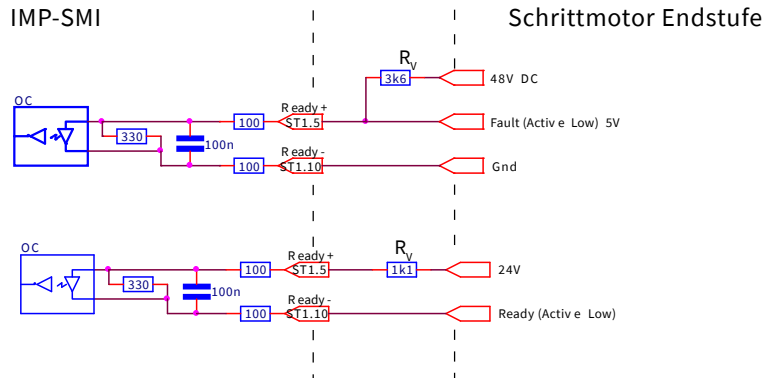 IMP-SMI
Schrittmotor Endstufe
R
V
3k6
48V DC
OC
330
100n
100
Ready+
ST1.5
Fault (Active Low) 5V
100
Ready-
ST1.10
Gnd
OC
330
100n
100
Ready+
ST1.5
R
V
1k1
24V
100
Ready-
ST1.10
Ready (Active Low)